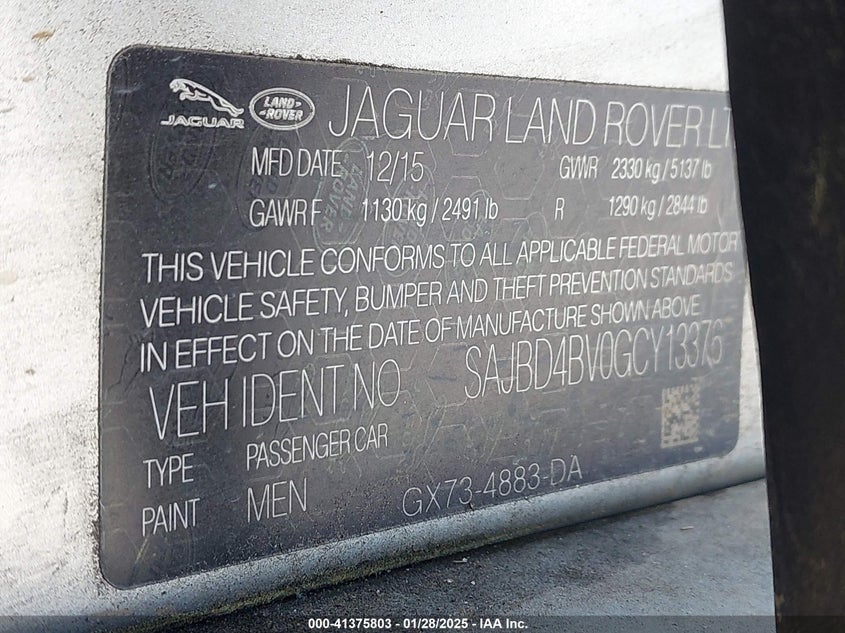 JAGUAR
LAND ROVER
JAGUAR LAND ROVER LT
MFD DATE 12/15 GVWR 2330 kg / 5137 lb
GAWR F 1130 kg / 2491 lb R 1290 kg / 2844 lb
THIS VEHICLE CONFORMS TO ALL APPLICABLE FEDERAL MOTOR
VEHICLE SAFETY, BUMPER AND THEFT PREVENTION STANDARDS
IN EFFECT ON THE DATE OF MANUFACTURE SHOWN ABOVE
VEH IDENT NO SAJBD4BV0GCY13376
TYPE PASSENGER CAR
PAINT MEN GX73-4883-DA
000-41375803 - 01/28/2025 - IAA Inc.